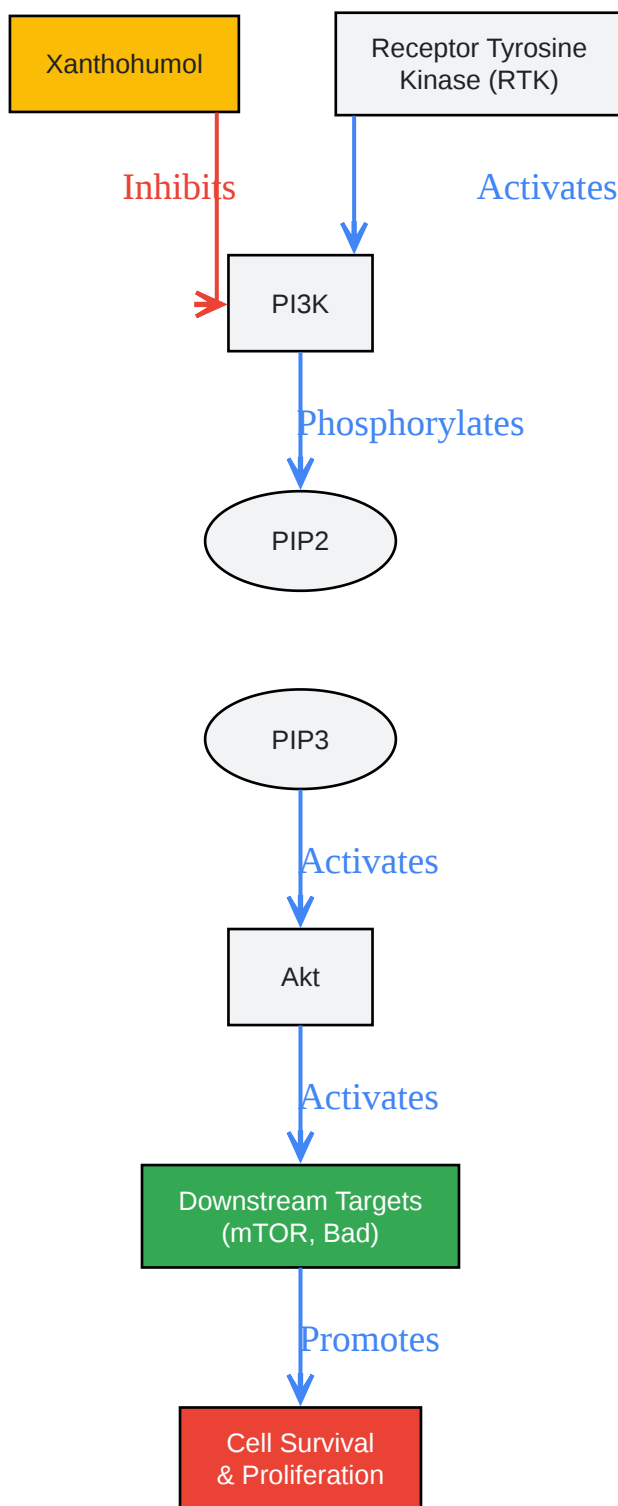 Xanthohumol
Receptor Tyrosine
Kinase (RTK)
Inhibits
Activates
PI3K
Phosphorylates
PIP2
PIP3
Activates
Akt
Activates
Downstream Targets
(mTOR, Bad)
Promotes
Cell Survival
& Proliferation